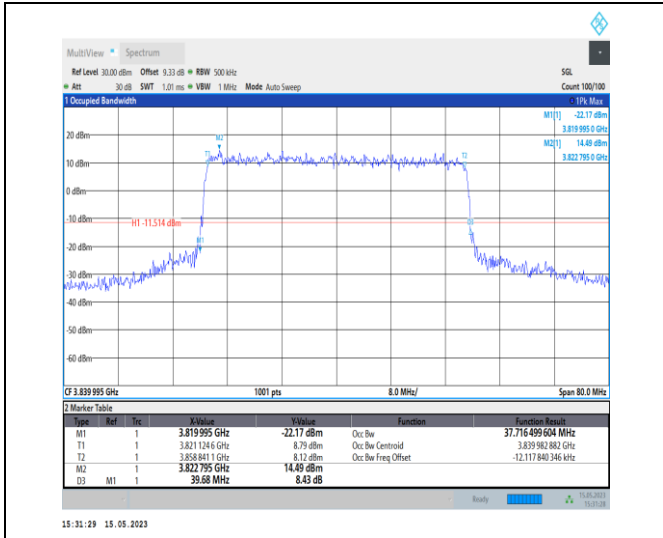 MultiView Spectrum
Ref Level 30.00 dBm Offset 9.33 dB RBW 500 kHz SGL
Att 30 dB SWT 1.01 ms VBW 1 MHz Mode Auto Sweep Count 100/100
1 Occupied Bandwidth 1Pk Max
M1[1] -22.17 dBm
3.819 995 0 GHz
M2[1] 14.49 dBm
3.822 795 0 GHz
20 dBm
M2
T1 T2
10 dBm
0 dBm
-10 dBm
H1 -11.514 dBm
D3
M1
-20 dBm
-30 dBm
-40 dBm
-50 dBm
-60 dBm
CF 3.839 995 GHz 1001 pts 8.0 MHz/ Span 80.0 MHz
2 Marker Table
Type Ref Trc X-Value Y-Value Function Function Result
M1 1 3.819 995 GHz -22.17 dBm Occ Bw 37.716 499 604 MHz
T1 1 3.821 124 6 GHz 8.79 dBm Occ Bw Centroid 3.839 982 882 GHz
T2 1 3.858 841 1 GHz 8.12 dBm Occ Bw Freq Offset -12.117 840 346 kHz
M2 1 3.822 795 GHz 14.49 dBm
D3 M1 1 39.68 MHz 8.43 dB
Ready 15.05.2023
15:31:28
15:31:29 15.05.2023